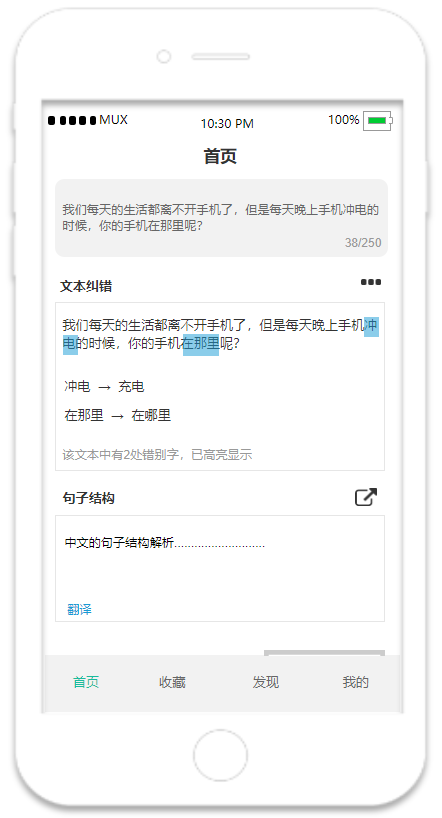 MUX 10:30 PM 100%
首页
我们每天的生活都离不开手机了，但是每天晚上手机冲电的
时候，你的手机在那里呢？
38/250
文本纠错
我们每天的生活都离不开手机了，但是每天晚上手机冲
电的时候，你的手机在那里呢？
冲电 → 充电
在那里 → 在哪里
该文本中有2处错别字，已高亮显示
句子结构
中文的句子结构解析...........................
翻译
首页 收藏 发现 我的